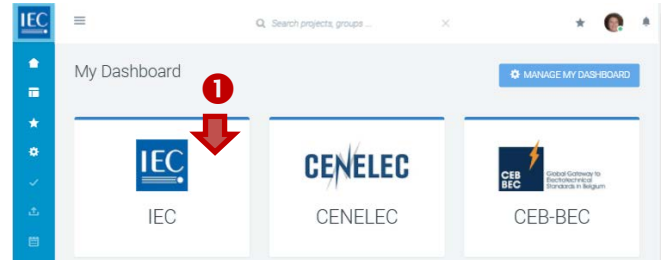 IEC
Search projects, groups ...
My Dashboard
MANAGE MY DASHBOARD
1
IEC
CENELEC
CEB
BEC
Global Gateway to
Electrotechnical
Standards in Belgium
IEC
CENELEC
CEB-BEC